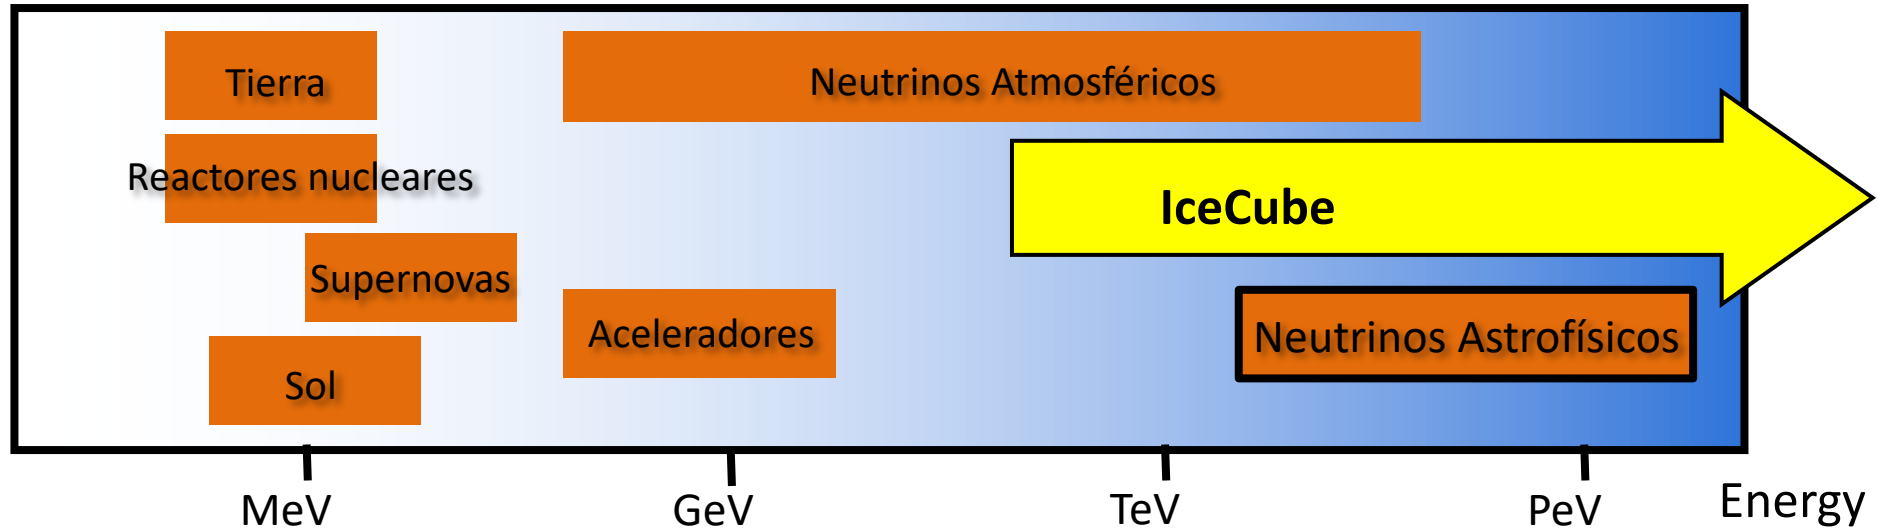 Tierra
Neutrinos Atmosféricos
Reactores nucleares
IceCube
Supernovas
Aceleradores
Neutrinos Astrofísicos
Sol
MeV
GeV
TeV
PeV
Energy